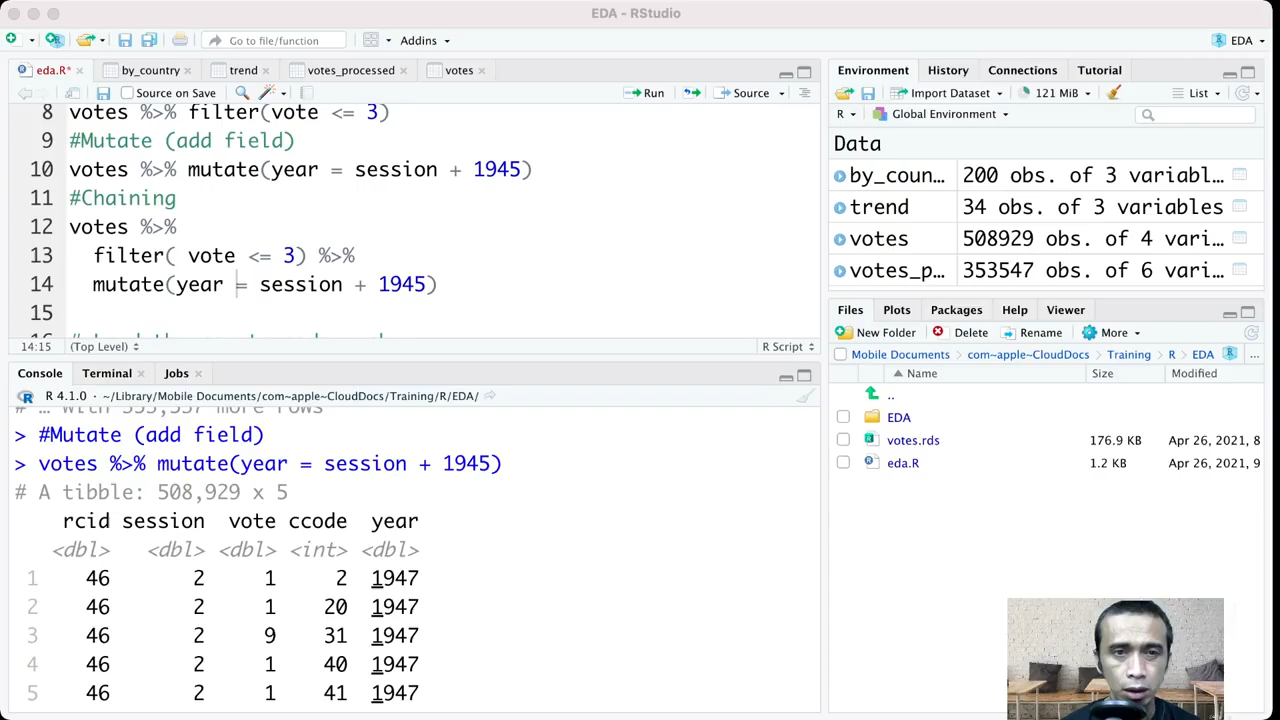 EDA - RStudio
Go to file/function
Addins
EDA
eda.R*
by_country
trend
votes_processed
votes
Source on Save
Run
Source
8 votes %>% filter(vote <= 3)
9 #Mutate (add field)
10 votes %>% mutate(year = session + 1945)
11 #Chaining
12 votes %>%
13 filter( vote <= 3) %>%
14 mutate(year = session + 1945)
15
14:15
(Top Level)
R Script
Console
Terminal
Jobs
R 4.1.0 · ~/Library/Mobile Documents/com~apple~CloudDocs/Training/R/EDA/
> #Mutate (add field)
> votes %>% mutate(year = session + 1945)
# A tibble: 508,929 x 5
rcid session vote ccode year
<dbl> <dbl> <dbl> <int> <dbl>
1 46 2 1 2 1947
2 46 2 1 20 1947
3 46 2 9 31 1947
4 46 2 1 40 1947
5 46 2 1 41 1947
Environment
History
Connections
Tutorial
Import Dataset
121 MiB
List
R
Global Environment
Data
by_coun… 200 obs. of 3 variabl…
trend 34 obs. of 3 variables
votes 508929 obs. of 4 vari…
votes_p… 353547 obs. of 6 vari…
Files
Plots
Packages
Help
Viewer
New Folder
Delete
Rename
More
Mobile Documents
com~apple~CloudDocs
Training
R
EDA
...
Name
Size
Modified
..
EDA
votes.rds 176.9 KB Apr 26, 2021, 8
eda.R 1.2 KB Apr 26, 2021, 9